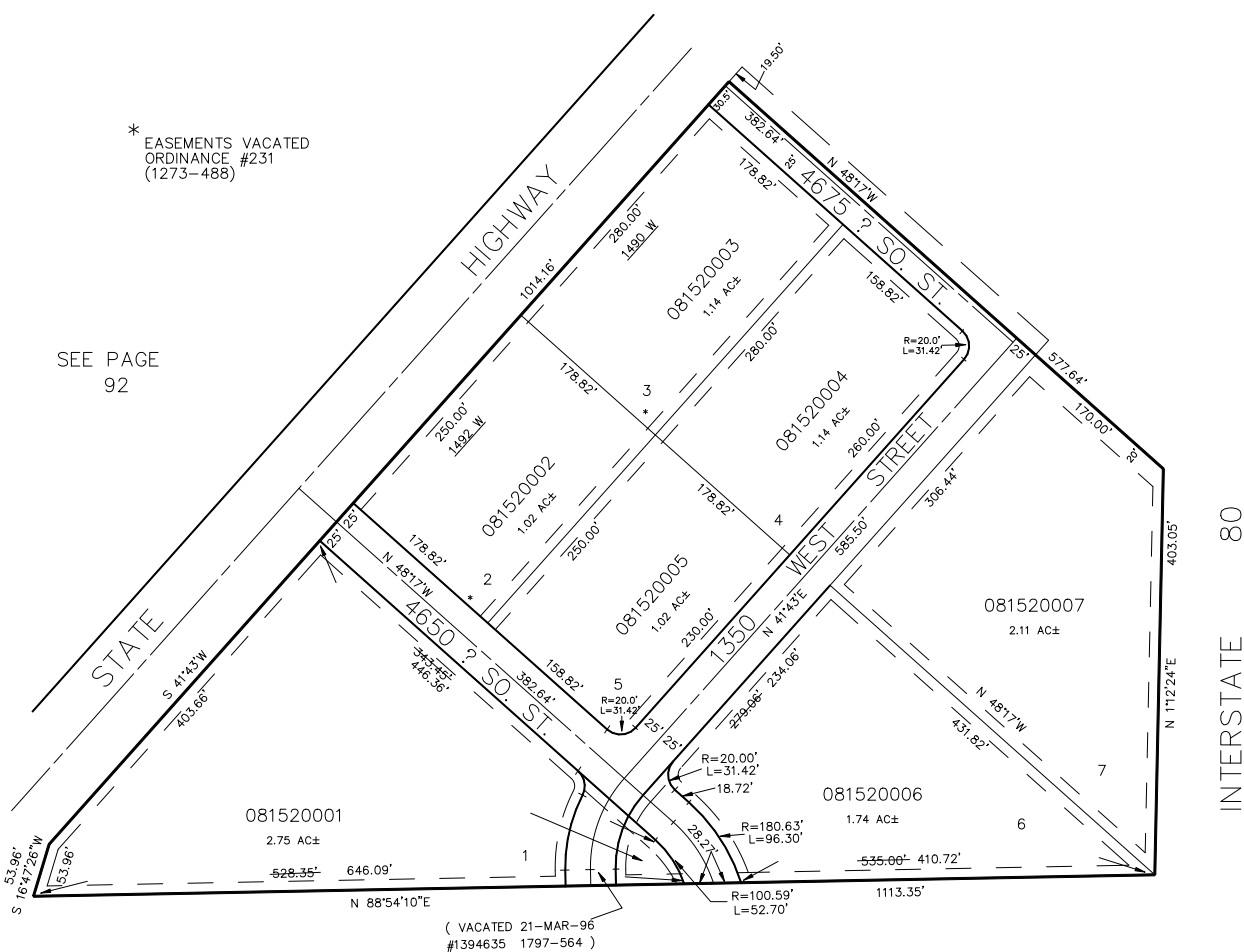 *
EASEMENTS VACATED
ORDINANCE #231
(1273-488)
SEE PAGE
92
STATE
HIGHWAY
19.50'
30.5'
382.64'
25'
N 48°17'W
4675 ? SO. ST.
178.82'
280.00'
1490 W
081520003
1.14 AC±
1014.16'
158.82'
R=20.0'
L=31.42'
25'
577.64'
170.00'
20'
280.00'
178.82'
3
*
081520004
1.14 AC±
260.00'
250.00'
1492 W
081520002
1.02 AC±
250.00'
178.82'
4
WEST STREET
306.44'
585.50'
25'
25'
178.82'
N 48°17'W
2
*
4650 ? SO. ST.
081520005
1.02 AC±
230.00'
1350
N 41°43'E
234.06'
279.06'
081520007
2.11 AC±
403.05'
N 1°12'24"E
INTERSTATE 80
S 41°43'W
403.66'
343.45'
446.36'
382.64'
158.82'
5
R=20.0'
L=31.42'
25'
25'
N 48°17'W
431.82'
7
R=20.00'
L=31.42'
18.72'
081520006
1.74 AC±
6
R=180.63'
L=96.30'
28.27'
081520001
2.75 AC±
1
53.96'
S 16°47'26"W
53.96'
528.35' 646.09'
535.00' 410.72'
N 88°54'10"E
1113.35'
R=100.59'
L=52.70'
( VACATED 21-MAR-96
#1394635 1797-564 )